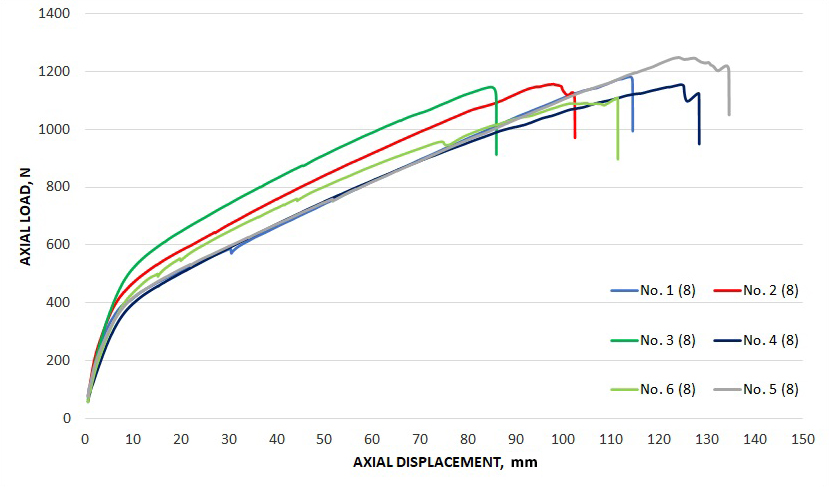 1400
1200
1000
800
600
400
200
0
AXIAL LOAD, N
No. 1 (8) No. 2 (8)
No. 3 (8) No. 4 (8)
No. 6 (8) No. 5 (8)
0 10 20 30 40 50 60 70 80 90 100 110 120 130 140 150
AXIAL DISPLACEMENT, mm